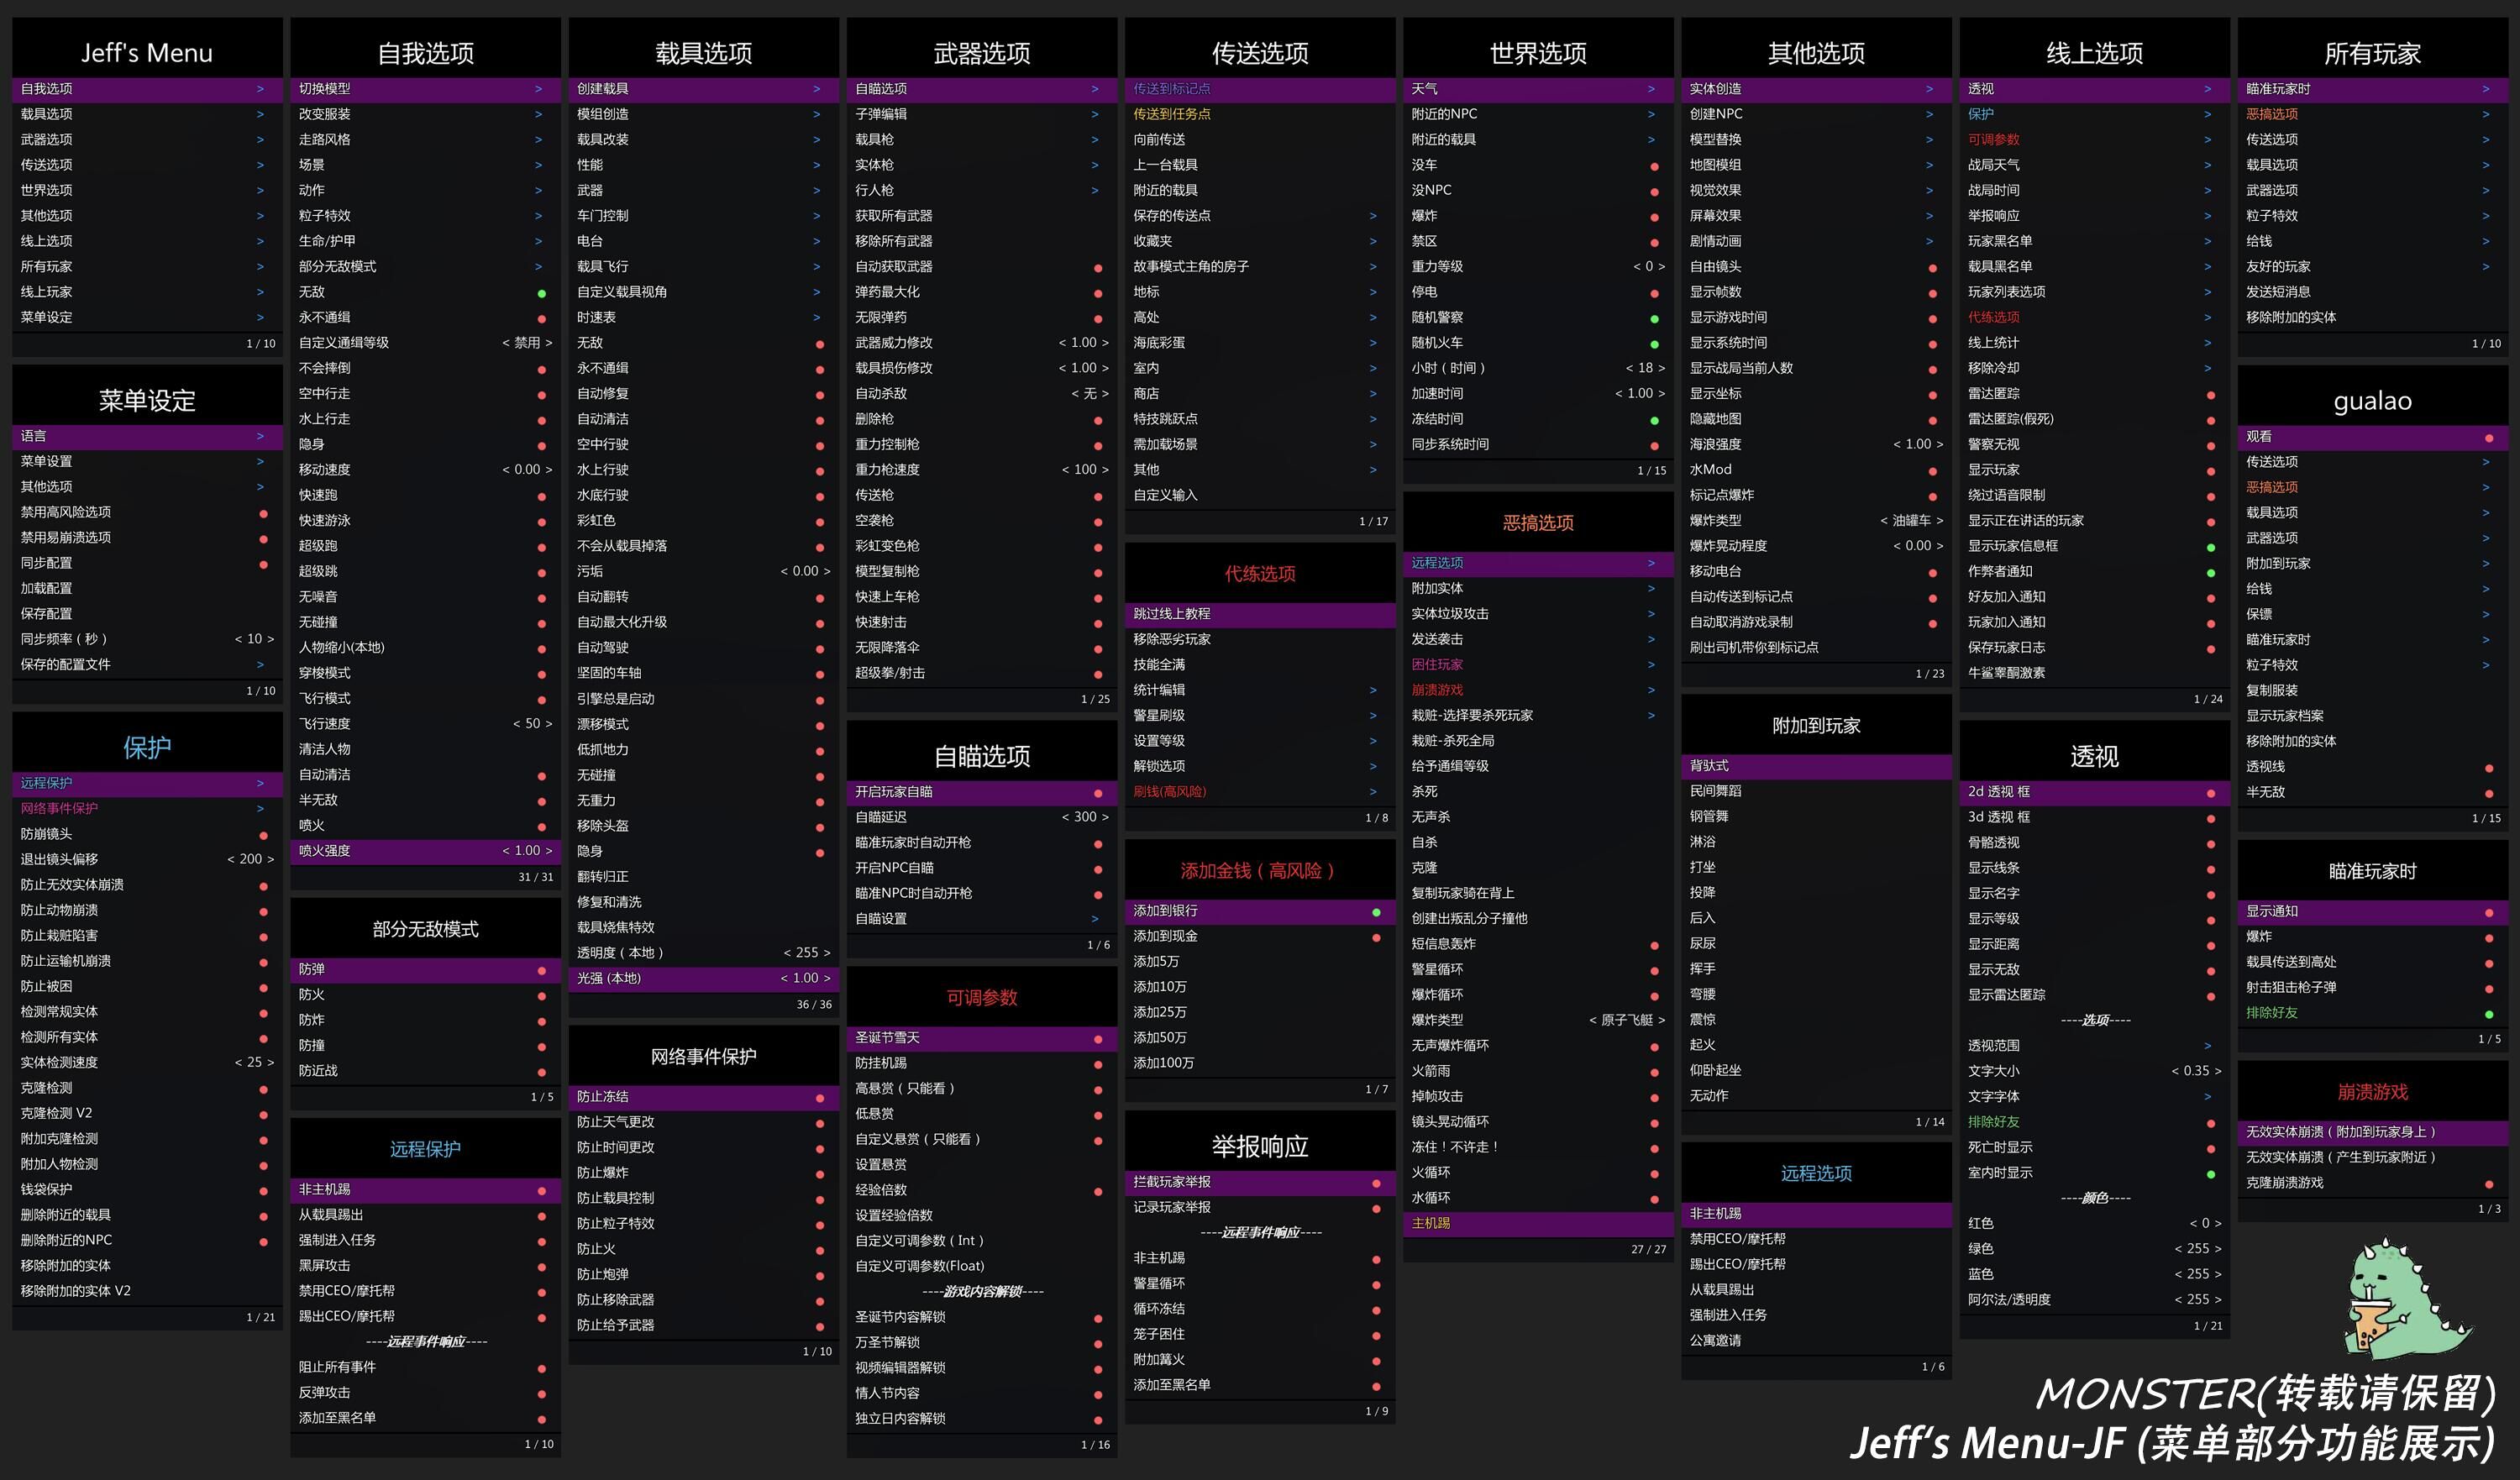 Jeff's Menu
自我选项 >
载具选项 >
武器选项 >
传送选项 >
世界选项 >
其他选项 >
线上选项 >
所有玩家 >
线上玩家 >
菜单设定 >
1 / 10
菜单设定
语言 >
菜单设置 >
其他选项 >
禁用高风险选项
禁用易崩溃选项
同步配置
加载配置
保存配置
同步频率 ( 秒 ) < 10 >
保存的配置文件 >
1 / 10
保护
远程保护 >
网络事件保护 >
防崩镜头
退出镜头偏移 < 200 >
防止无效实体崩溃
防止动物崩溃
防止栽赃陷害
防止运输机崩溃
防止被困
检测常规实体
检测所有实体
实体检测速度 < 25 >
克隆检测
克隆检测 V2
附加克隆检测
附加人物检测
钱袋保护
删除附近的载具
删除附近的NPC
移除附加的实体
移除附加的实体 V2
1 / 21
自我选项
切换模型 >
改变服装 >
走路风格 >
场景 >
动作 >
粒子特效 >
生命/护甲 >
部分无敌模式 >
无敌
永不通缉
自定义通缉等级 < 禁用 >
不会摔倒
空中行走
水上行走
隐身
移动速度 < 0.00 >
快速跑
快速游泳
超级跑
超级跳
无噪音
无碰撞
人物缩小(本地)
穿梭模式
飞行模式
飞行速度 < 50 >
清洁人物
自动清洁
半无敌
喷火
喷火强度 < 1.00 >
31 / 31
部分无敌模式
防弹
防火
防炸
防撞
防近战
1 / 5
远程保护
非主机踢
从载具踢出
强制进入任务
黑屏攻击
禁用CEO/摩托帮
踢出CEO/摩托帮
----远程事件响应----
阻止所有事件
反弹攻击
添加至黑名单
1 / 10
载具选项
创建载具 >
模组创造 >
载具改装 >
性能 >
武器 >
车门控制 >
电台 >
载具飞行 >
自定义载具视角 >
时速表 >
无敌
永不通缉
自动修复
自动清洁
空中行驶
水上行驶
水底行驶
彩虹色
不会从载具掉落
污垢 < 0.00 >
自动翻转
自动最大化升级
自动驾驶
坚固的车轴
引擎总是启动
漂移模式
低抓地力
无碰撞
无重力
移除头盔
隐身
翻转归正
修复和清洗
载具烧焦特效
透明度 ( 本地 ) < 255 >
光强 (本地) < 1.00 >
36 / 36
网络事件保护
防止冻结
防止天气更改
防止时间更改
防止爆炸
防止载具控制
防止粒子特效
防止火
防止炮弹
防止移除武器
防止给予武器
1 / 10
武器选项
自瞄选项 >
子弹编辑 >
载具枪 >
实体枪 >
行人枪 >
获取所有武器
移除所有武器
自动获取武器
弹药最大化
无限弹药
武器威力修改 < 1.00 >
载具损伤修改 < 1.00 >
自动杀敌 < 无 >
删除枪
重力控制枪
重力枪速度 < 100 >
传送枪
空袭枪
彩虹变色枪
模型复制枪
快速上车枪
快速射击
无限降落伞
超级拳/射击
1 / 25
自瞄选项
开启玩家自瞄
自瞄延迟 < 300 >
瞄准玩家时自动开枪
开启NPC自瞄
瞄准NPC时自动开枪
自瞄设置 >
1 / 6
可调参数
圣诞节雪天
防挂机踢
高悬赏 ( 只能看 )
低悬赏
自定义悬赏 ( 只能看 )
设置悬赏
经验倍数
设置经验倍数
自定义可调参数 ( Int )
自定义可调参数(Float)
----游戏内容解锁----
圣诞节内容解锁
万圣节解锁
视频编辑器解锁
情人节内容
独立日内容解锁
1 / 16
传送选项
传送到标记点
传送到任务点
向前传送
上一台载具
附近的载具
保存的传送点 >
收藏夹 >
故事模式主角的房子 >
地标 >
高处 >
海底彩蛋 >
室内 >
商店 >
特技跳跃点 >
需加载场景 >
其他 >
自定义输入
1 / 17
代练选项
跳过线上教程
移除恶劣玩家
技能全满
统计编辑 >
警星刷级 >
设置等级 >
解锁选项 >
刷钱(高风险) >
1 / 8
添加金钱 ( 高风险 )
添加到银行
添加到现金
添加5万
添加10万
添加25万
添加50万
添加100万
1 / 7
举报响应
拦截玩家举报
记录玩家举报
----远程事件响应----
非主机踢
警星循环
循环冻结
笼子困住
附加篝火
添加至黑名单
1 / 9
世界选项
天气 >
附近的NPC >
附近的载具 >
没车
没NPC
爆炸
禁区
重力等级 < 0 >
停电
随机警察
随机火车
小时 ( 时间 ) < 18 >
加速时间 < 1.00 >
冻结时间
同步系统时间
1 / 15
恶搞选项
远程选项 >
附加实体 >
实体垃圾攻击 >
发送袭击 >
困住玩家 >
崩溃游戏 >
栽赃-选择要杀死玩家 >
栽赃-杀死全局
给予通缉等级
杀死
无声杀
自杀
克隆
复制玩家骑在背上
创建出叛乱分子撞他
短信息轰炸
警星循环
爆炸循环
爆炸类型 < 原子飞艇 >
无声爆炸循环
火箭雨
掉帧攻击
镜头晃动循环
冻住！不许走！
火循环
水循环
主机踢
27 / 27
其他选项
实体创造 >
创建NPC >
模型替换 >
地图模组 >
视觉效果 >
屏幕效果 >
剧情动画 >
自由镜头
显示帧数
显示游戏时间
显示系统时间
显示战局当前人数
显示坐标
隐藏地图
海浪强度 < 1.00 >
水Mod
标记点爆炸
爆炸类型 < 油罐车 >
爆炸晃动程度 < 0.00 >
移动电台
自动传送到标记点
自动取消游戏录制
刷出司机带你到标记点
1 / 23
附加到玩家
背驮式
民间舞蹈
钢管舞
淋浴
打坐
投降
后入
尿尿
挥手
弯腰
震惊
起火
仰卧起坐
无动作
1 / 14
远程选项
非主机踢
禁用CEO/摩托帮
踢出CEO/摩托帮
从载具踢出
强制进入任务
公寓邀请
1 / 6
线上选项
透视 >
保护 >
可调参数 >
战局天气 >
战局时间 >
举报响应 >
玩家黑名单 >
载具黑名单 >
玩家列表选项 >
代练选项 >
线上统计 >
移除冷却 >
雷达匿踪
雷达匿踪(假死)
警察无视
显示玩家
绕过语音限制
显示正在讲话的玩家
显示玩家信息框
作弊者通知
好友加入通知
玩家加入通知
保存玩家日志
牛鲨睾酮激素
1 / 24
透视
2d 透视 框
3d 透视 框
骨骼透视
显示线条
显示名字
显示等级
显示距离
显示无敌
显示雷达匿踪
----选项----
透视范围 >
文字大小 < 0.35 >
文字字体 >
排除好友
死亡时显示
室内时显示
----颜色----
红色 < 0 >
绿色 < 255 >
蓝色 < 255 >
阿尔法/透明度 < 255 >
1 / 21
所有玩家
瞄准玩家时 >
恶搞选项 >
传送选项 >
载具选项 >
武器选项 >
粒子特效 >
给钱 >
友好的玩家 >
发送短消息
移除附加的实体
1 / 10
gualao
观看
传送选项 >
恶搞选项 >
载具选项 >
武器选项 >
附加到玩家 >
给钱 >
保镖 >
瞄准玩家时 >
粒子特效 >
复制服装
显示玩家档案
移除附加的实体
透视线
半无敌
1 / 15
瞄准玩家时
显示通知
爆炸
载具传送到高处
射击狙击枪子弹
排除好友
1 / 5
崩溃游戏
无效实体崩溃 ( 附加到玩家身上 )
无效实体崩溃 ( 产生到玩家附近 )
克隆崩溃游戏
1 / 3
MONSTER(转载请保留)
Jeff‘s Menu-JF (菜单部分功能展示)